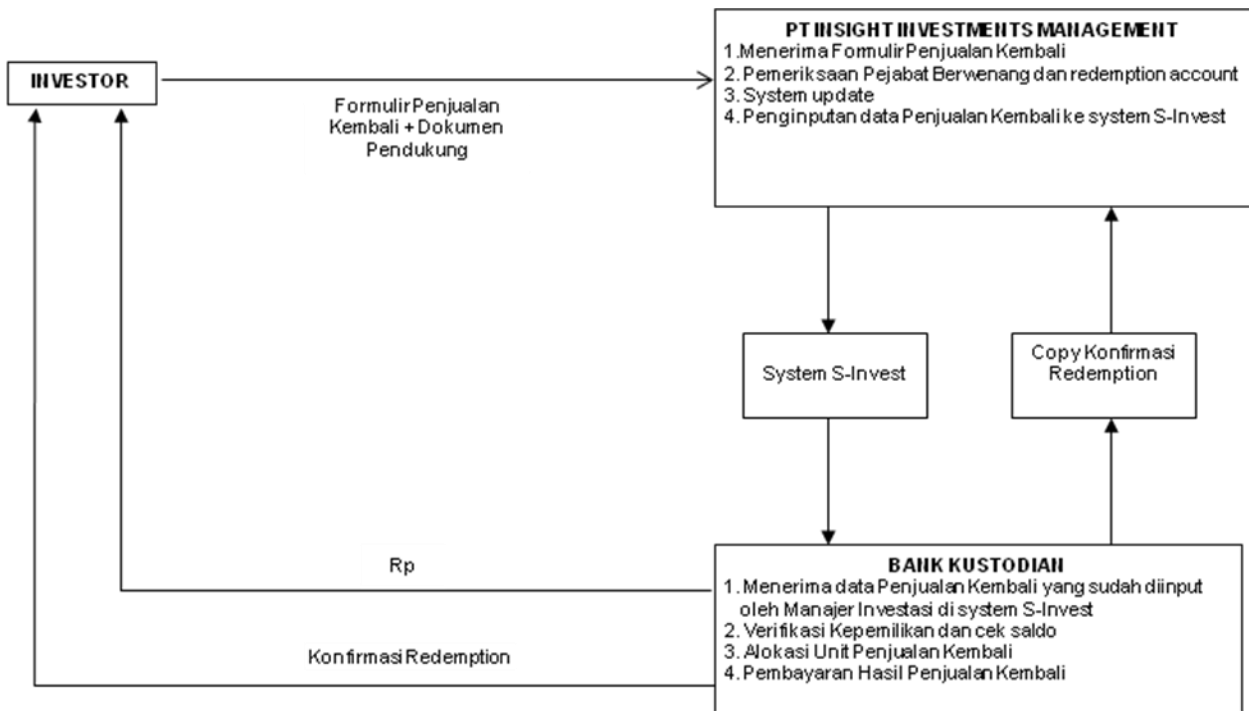 PT INSIGHT INVESTMENTS MANAGEMENT
1. Menerima Formulir Penjualan Kembali
2. Pemeriksaan Pejabat Berwenang dan redemption account
3. System update
4. Penginputan data Penjualan Kembali ke system S-Invest
INVESTOR
Formulir Penjualan
Kembali + Dokumen
Pendukung
System S-Invest
Copy Konfirmasi
Redemption
Rp
Konfirmasi Redemption
BANK KUSTODIAN
1. Menerima data Penjualan Kembali yang sudah diinput
oleh Manajer Investasi di system S-Invest
2. Verifikasi Kepemilikan dan cek saldo
3. Alokasi Unit Penjualan Kembali
4. Pembayaran Hasil Penjualan Kembali